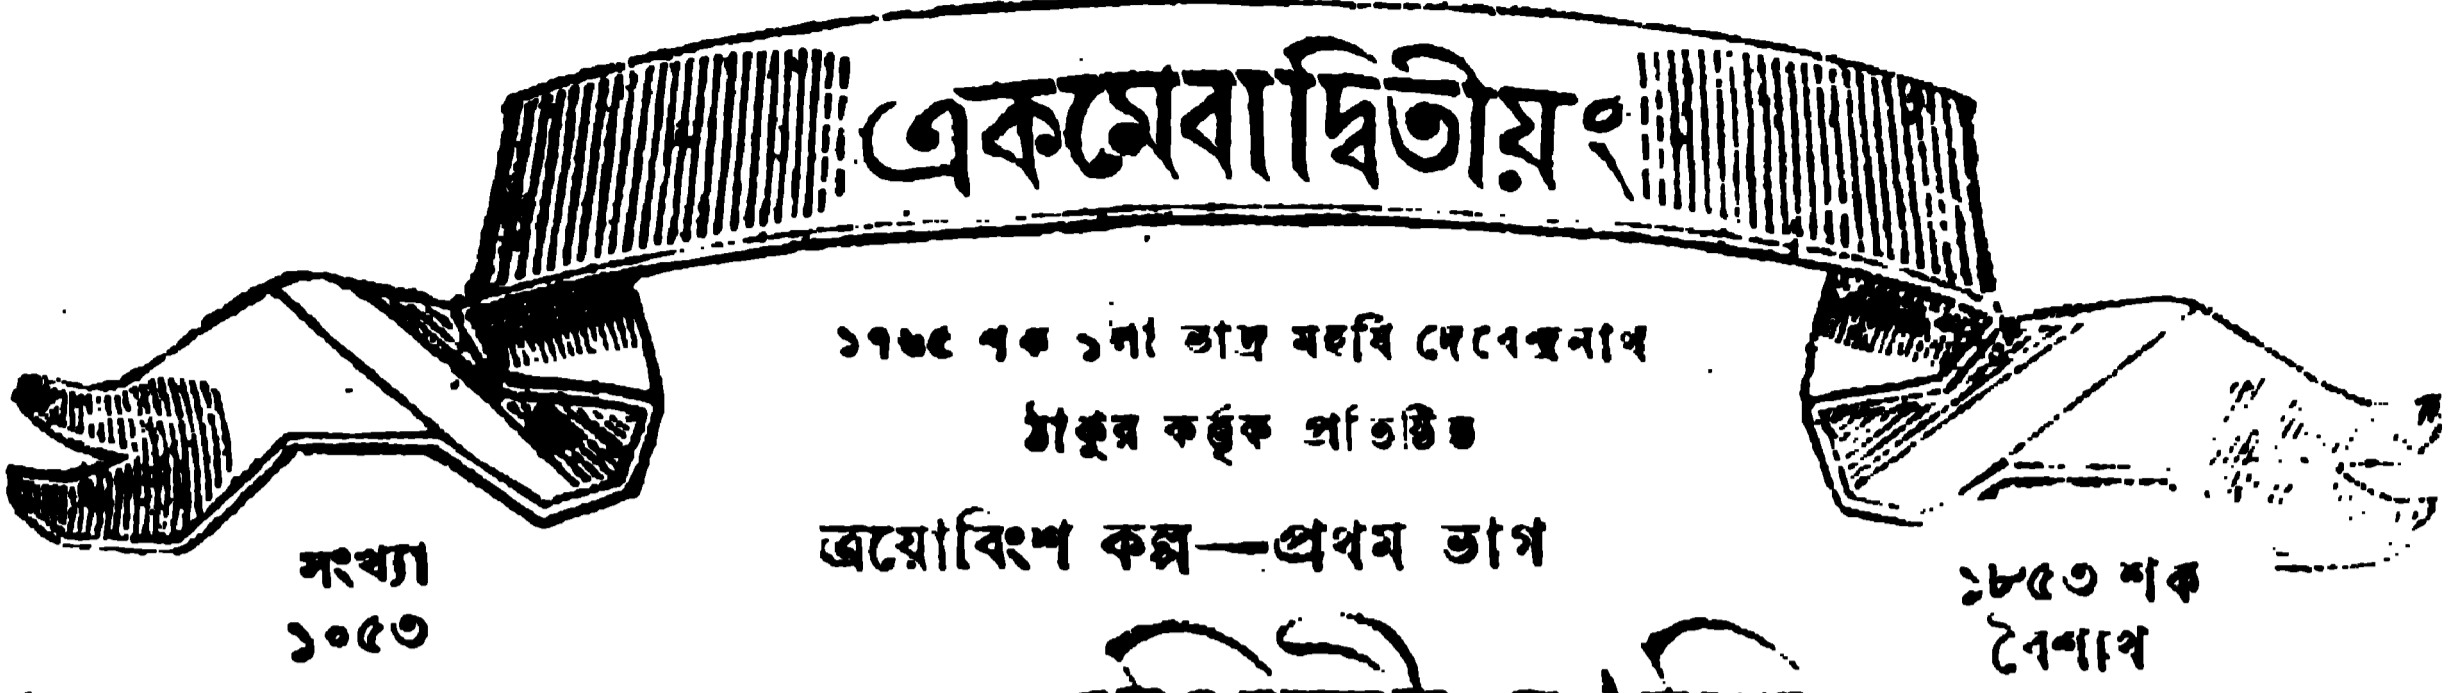 একমেবাদ্বিতীয়ং
১৭৬৫ শক ১লা ভাদ্র মহর্ষি দেবেন্দ্রনাথ
ঠাকুর কর্ত্তৃক প্রতিষ্ঠিত
ত্রয়োবিংশ কল্প—প্রথম ভাগ
সংখ্যা
১০৫৩
১৮৫৩ শক
বৈশাখ